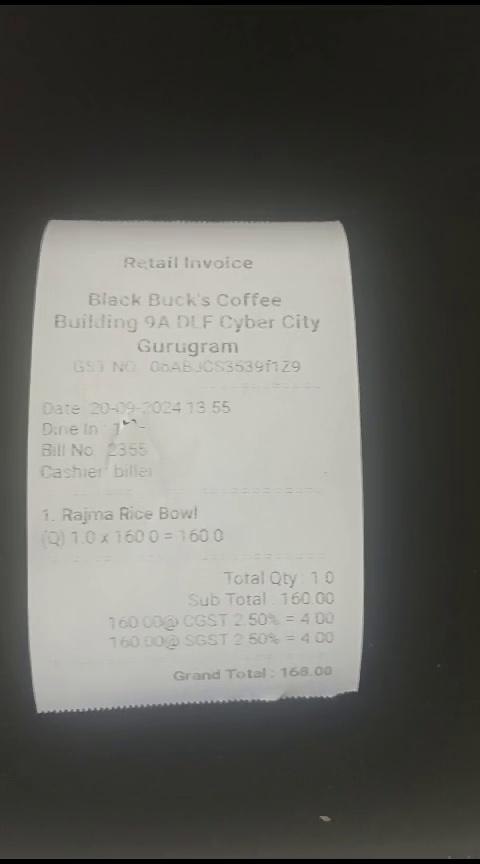 Retail Invoice
Black Buck's Coffee
Building 9A DLF Cyber City
Gurugram
GST NO
Date 20-09-2024 13 55
Dine In :
Bill No 2355
Cashier biller
1. Rajma Rice Bowl
(Q) 1.0 x 160 0 = 160 0
Total Qty : 1 0
Sub Total : 160.00
160 00@ CGST 2.50% = 4 00
160.00@ SGST 2 50% = 4 00
Grand Total : 168.00